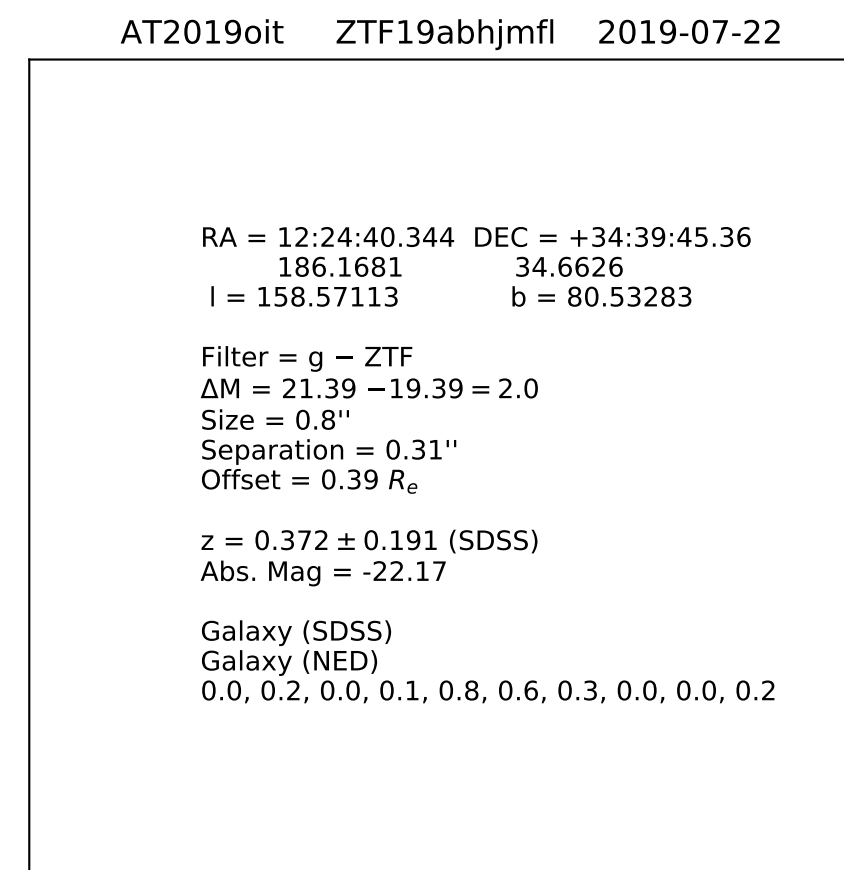 AT2019oit ZTF19abhjmfl 2019-07-22
RA = 12:24:40.344 DEC = +34:39:45.36
186.1681 34.6626
l = 158.57113 b = 80.53283
Filter = g − ZTF
ΔM = 21.39 −19.39 = 2.0
Size = 0.8''
Separation = 0.31''
Offset = 0.39 Rₑ
z = 0.372 ± 0.191 (SDSS)
Abs. Mag = -22.17
Galaxy (SDSS)
Galaxy (NED)
0.0, 0.2, 0.0, 0.1, 0.8, 0.6, 0.3, 0.0, 0.0, 0.2